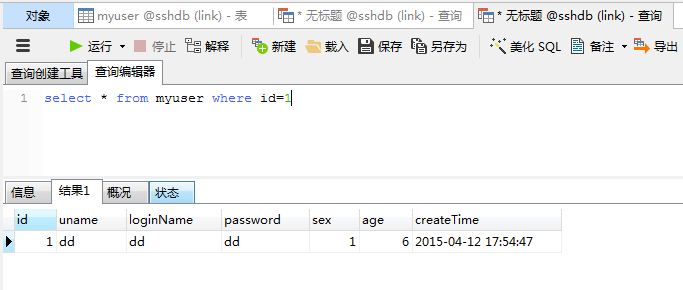 对象 myuser @sshdb (link) - 表 * 无标题 @sshdb (link) - 查询 * 无标题 @sshdb (link) - 查询
运行 停止 解释 新建 载入 保存 另存为 美化 SQL 备注 导出
查询创建工具 查询编辑器
1 select * from myuser where id=1
信息 结果1 概况 状态
id uname loginName password sex age createTime
1 dd dd dd 1 6 2015-04-12 17:54:47